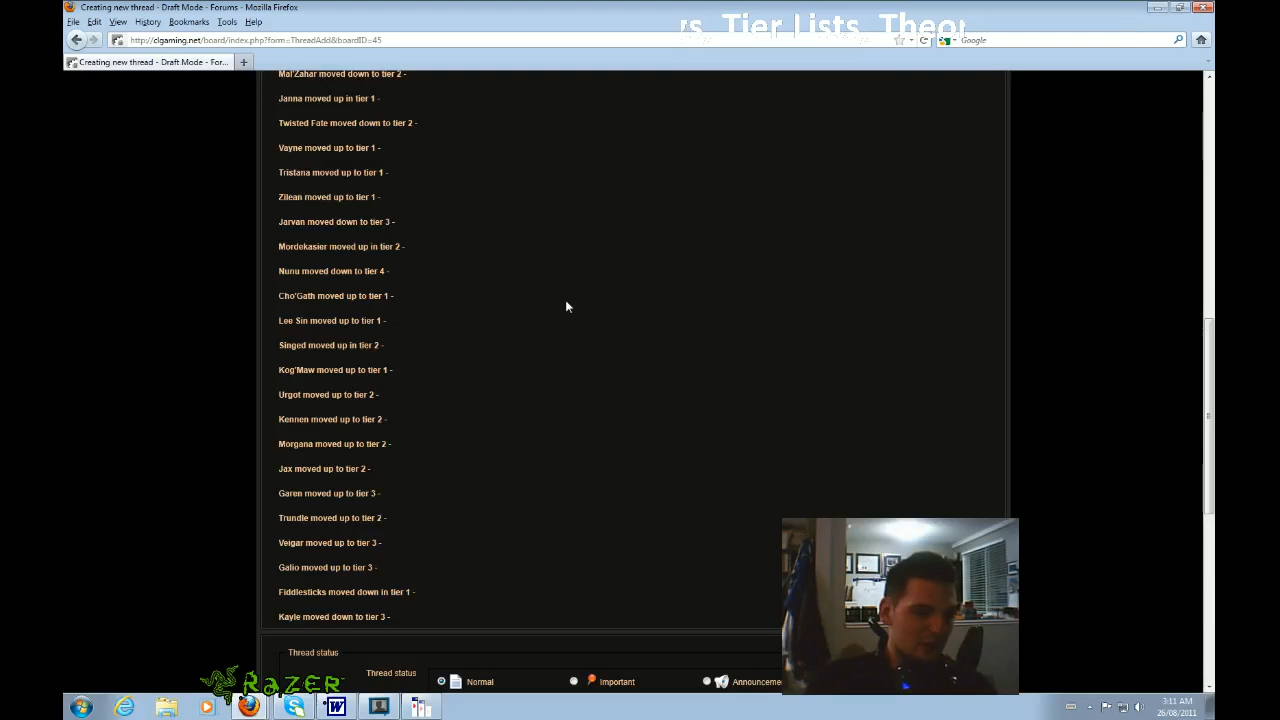 Creating new thread - Draft Mode - Forums - Mozilla Firefox
File Edit View History Bookmarks Tools Help
Tier Lists, Theor
http://clgaming.net/board/index.php?form=ThreadAdd&boardID=45
Google
Creating new thread - Draft Mode - For...
Mal'Zahar moved down to tier 2 -
Janna moved up in tier 1 -
Twisted Fate moved down to tier 2 -
Vayne moved up to tier 1 -
Tristana moved up to tier 1 -
Zilean moved up to tier 1 -
Jarvan moved down to tier 3 -
Mordekasier moved up in tier 2 -
Nunu moved down to tier 4 -
Cho'Gath moved up to tier 1 -
Lee Sin moved up to tier 1 -
Singed moved up in tier 2 -
Kog'Maw moved up to tier 1 -
Urgot moved up to tier 2 -
Kennen moved up to tier 2 -
Morgana moved up to tier 2 -
Jax moved up to tier 2 -
Garen moved up to tier 3 -
Trundle moved up to tier 2 -
Veigar moved up to tier 3 -
Galio moved up to tier 3 -
Fiddlesticks moved down in tier 1 -
Kayle moved down to tier 3 -
Thread status
Thread status Normal Important Announceme
RAZER
3:11 AM
26/08/2011